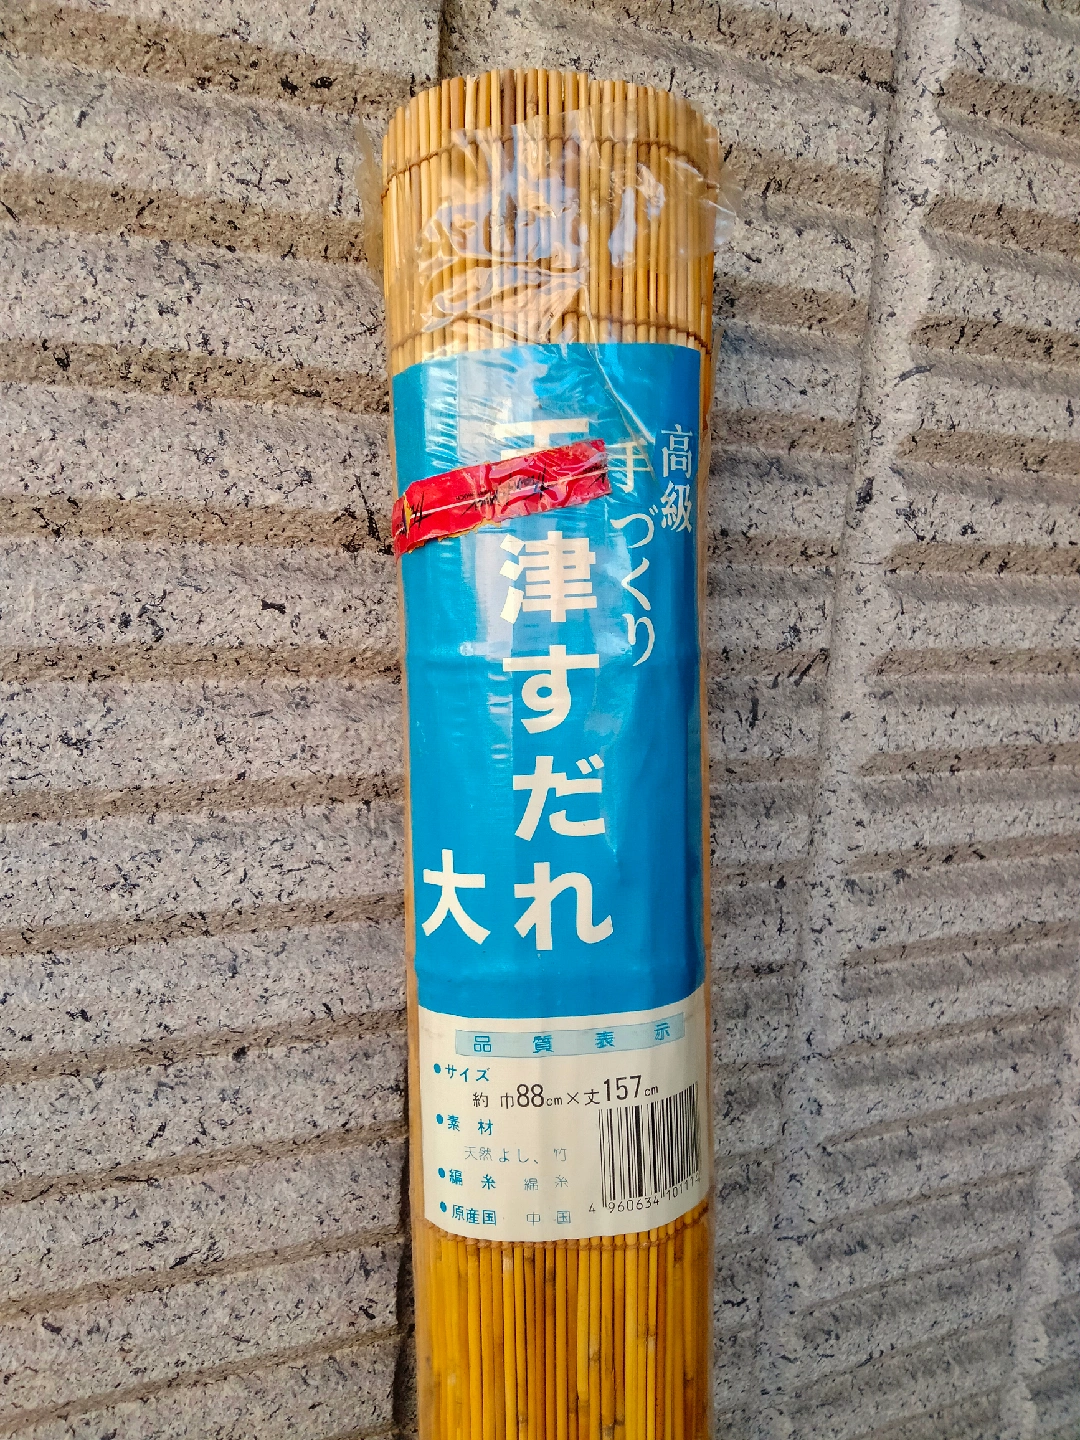 高級
手づくり
津すだれ
大
品質表示
●サイズ
約 巾88cm×丈157cm
●素材
天然よし、竹
●編糸 綿糸
●原産国 中国